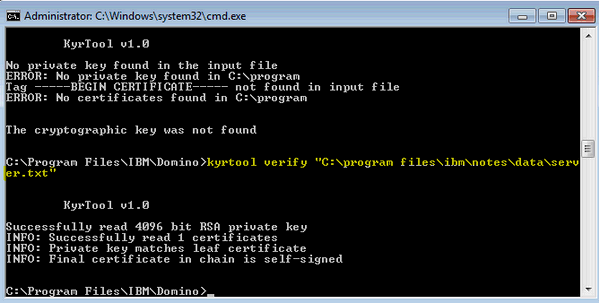 Administrator: C:\Windows\system32\cmd.exe
KyrTool v1.0
No private key found in the input file
ERROR: No private key found in C:\program
Tag -----BEGIN CERTIFICATE----- not found in input file
ERROR: No certificates found in C:\program
The cryptographic key was not found
C:\Program Files\IBM\Domino>kyrtool verify "C:\program files\ibm\notes\data\serv
er.txt"
KyrTool v1.0
Successfully read 4096 bit RSA private key
INFO: Successfully read 1 certificates
INFO: Private key matches leaf certificate
INFO: Final certificate in chain is self-signed
C:\Program Files\IBM\Domino>_